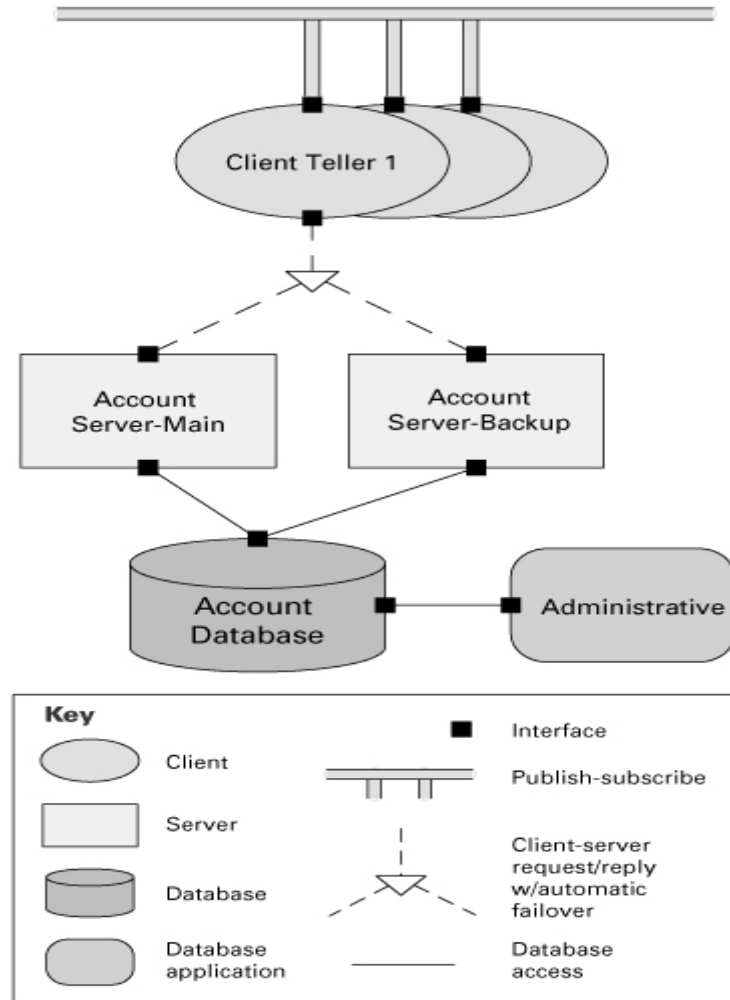 Client Teller 1
Account
Server-Main
Account
Server-Backup
Account
Database
Administrative
Key
Client
Server
Database
Database
application
Interface
Publish-subscribe
Client-server
request/reply
w/automatic
failover
Database
access